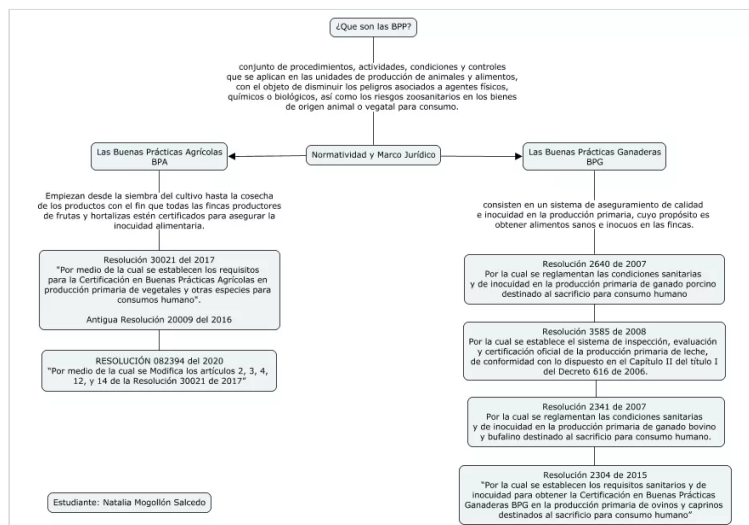 ¿Que son las BPP?
conjunto de procedimientos, actividades, condiciones y controles
que se aplican en las unidades de producción de animales y alimentos,
con el objeto de disminuir los peligros asociados a agentes físicos,
químicos o biológicos, así como los riesgos zoosanitarios en los bienes
de origen animal o vegatal para consumo.
Las Buenas Prácticas Agrícolas
BPA
Normatividad y Marco Jurídico
Las Buenas Prácticas Ganaderas
BPG
Empiezan desde la siembra del cultivo hasta la cosecha
de los productos con el fin que todas las fincas productores
de frutas y hortalizas estén certificados para asegurar la
inocuidad alimentaria.
Resolución 30021 del 2017
"Por medio de la cual se establecen los requisitos
para la Certificación en Buenas Prácticas Agrícolas en
producción primaria de vegetales y otras especies para
consumos humano".
Antigua Resolución 20009 del 2016
RESOLUCIÓN 082394 del 2020
"Por medio de la cual se Modifica los artículos 2, 3, 4,
12, y 14 de la Resolución 30021 de 2017"
consisten en un sistema de aseguramiento de calidad
e inocuidad en la producción primaria, cuyo propósito es
obtener alimentos sanos e inocuos en las fincas.
Resolución 2640 de 2007
Por la cual se reglamentan las condiciones sanitarias
y de inocuidad en la producción primaria de ganado porcino
destinado al sacrificio para consumo humano
Resolución 3585 de 2008
Por la cual se establece el sistema de inspección, evaluación
y certificación oficial de la producción primaria de leche,
de conformidad con lo dispuesto en el Capítulo II del título I
del Decreto 616 de 2006.
Resolución 2341 de 2007
Por la cual se reglamentan las condiciones sanitarias
y de inocuidad en la producción primaria de ganado bovino
y bufalino destinado al sacrificio para consumo humano.
Resolución 2304 de 2015
"Por la cual se establecen los requisitos sanitarios y de
inocuidad para obtener la Certificación en Buenas Prácticas
Ganaderas BPG en la producción primaria de ovinos y caprinos
destinados al sacrificio para consumo humano"
Estudiante: Natalia Mogollón Salcedo